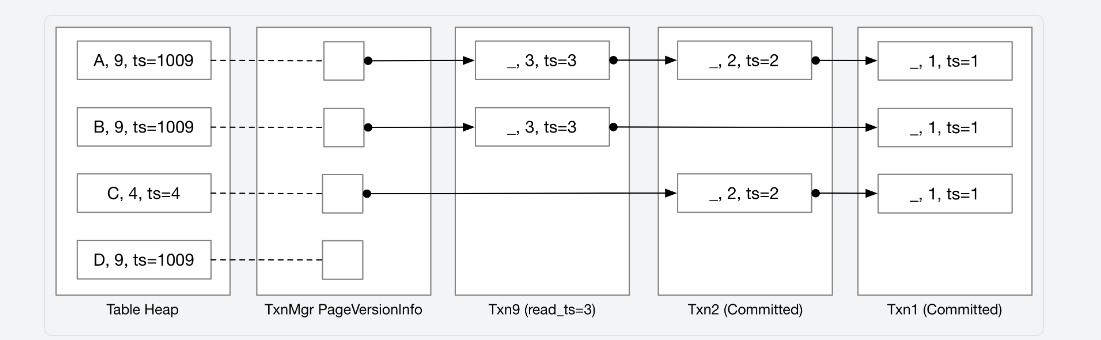 A, 9, ts=1009
_, 3, ts=3
_, 2, ts=2
_, 1, ts=1
B, 9, ts=1009
_, 3, ts=3
_, 1, ts=1
C, 4, ts=4
_, 2, ts=2
_, 1, ts=1
D, 9, ts=1009
Table Heap
TxnMgr PageVersionInfo
Txn9 (read_ts=3)
Txn2 (Committed)
Txn1 (Committed)